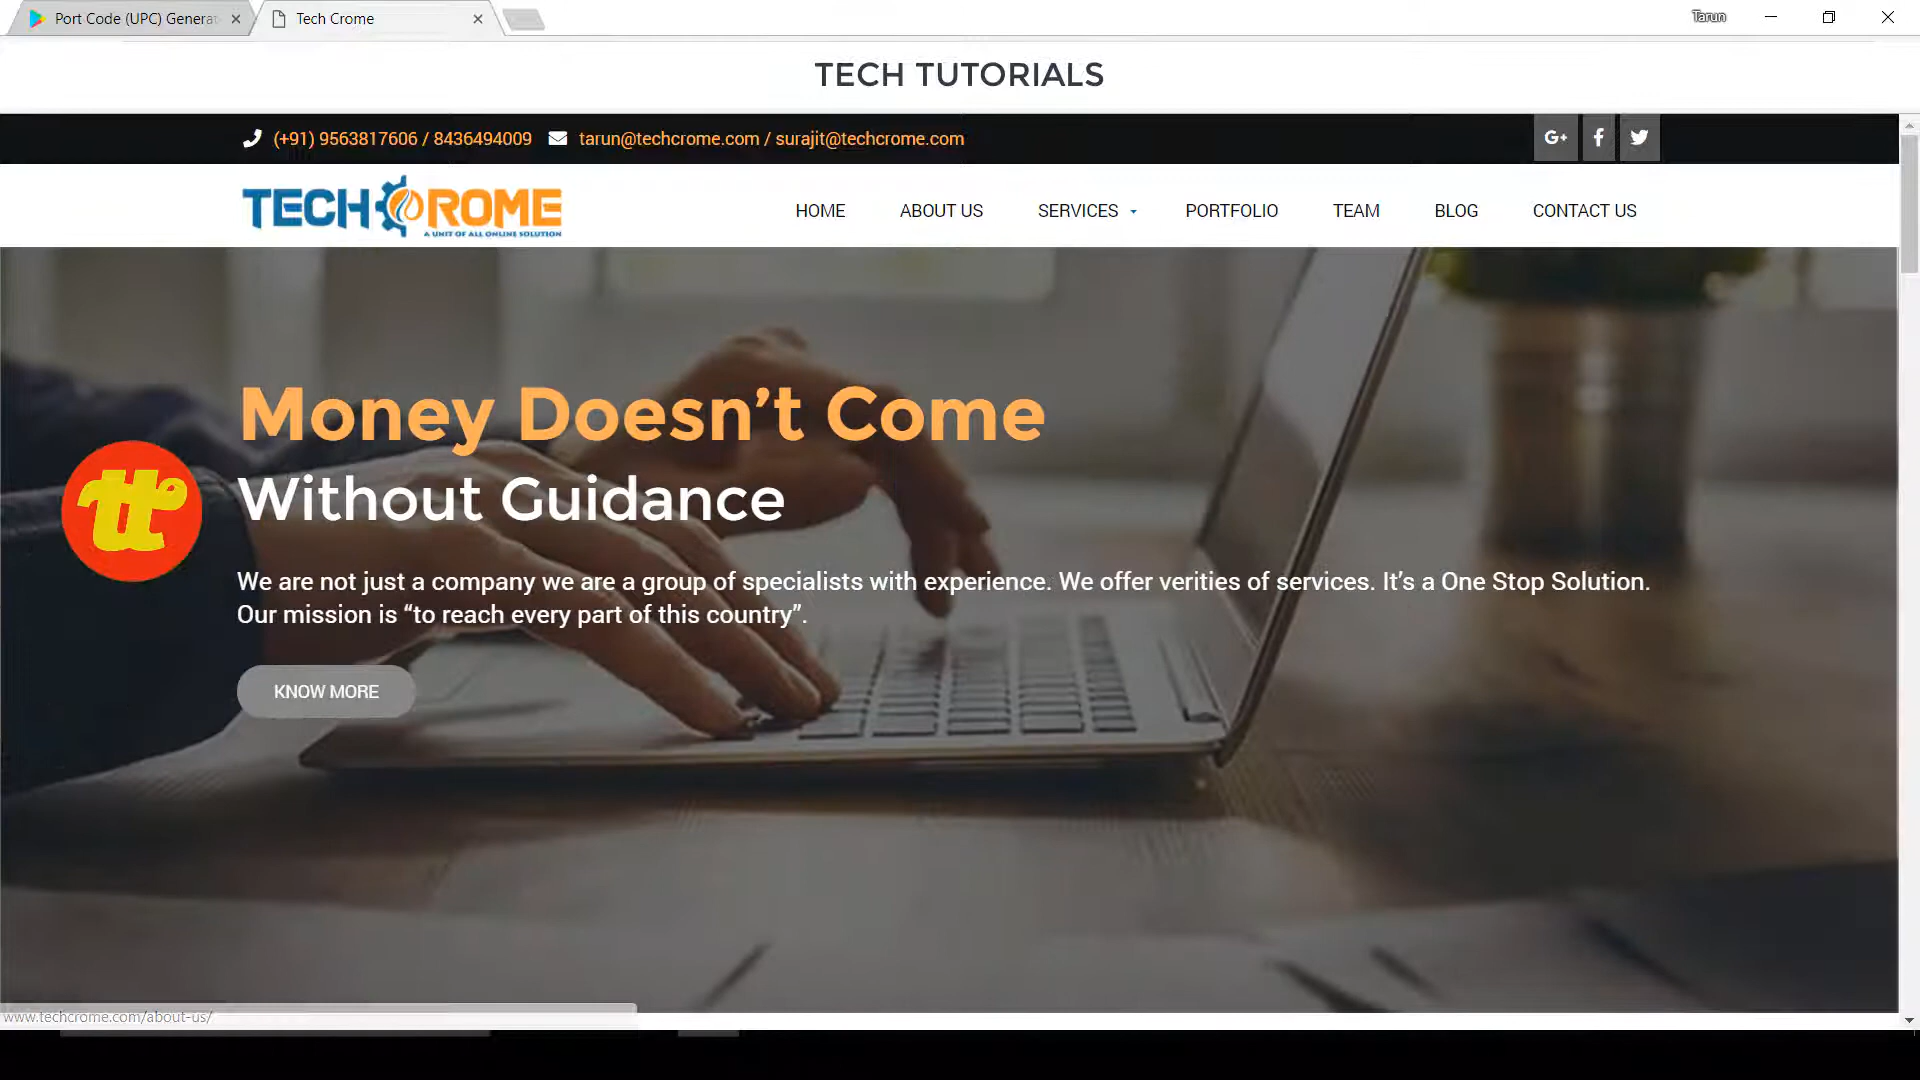 Port Code (UPC) Generat
Tech Crome
Tarun
TECH TUTORIALS
(+91) 9563817606 / 8436494009
tarun@techcrome.com / surajit@techcrome.com
G+
TECH CROME
A UNIT OF ALL ONLINE SOLUTION
HOME
ABOUT US
SERVICES
PORTFOLIO
TEAM
BLOG
CONTACT US
Money Doesn’t Come
Without Guidance
tt
We are not just a company we are a group of specialists with experience. We offer verities of services. It’s a One Stop Solution.
Our mission is “to reach every part of this country”.
KNOW MORE
www.techcrome.com/about-us/